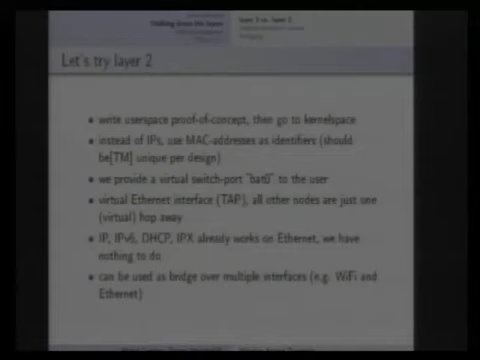 layer 3 vs. layer 2
Let's try layer 2
write userspace proof-of-concept, then go to kernelspace
instead of IPs, use MAC-addresses as identifiers (should
be[TM] unique per design)
we provide a virtual switch-port "bat0" to the user
virtual Ethernet interface (TAP), all other nodes are just one
(virtual) hop away
IP, IPv6, DHCP, IPX already works on Ethernet, we have
nothing to do
can be used as bridge over multiple interfaces (e.g. WiFi and
Ethernet)